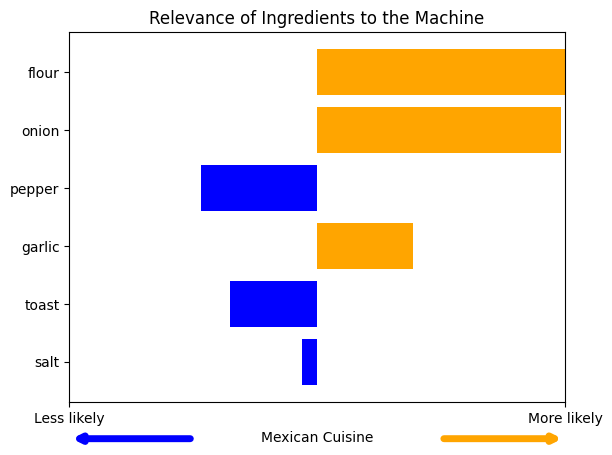 Relevance of Ingredients to the Machine
flour
onion
pepper
garlic
toast
salt
Less likely
More likely
Mexican Cuisine